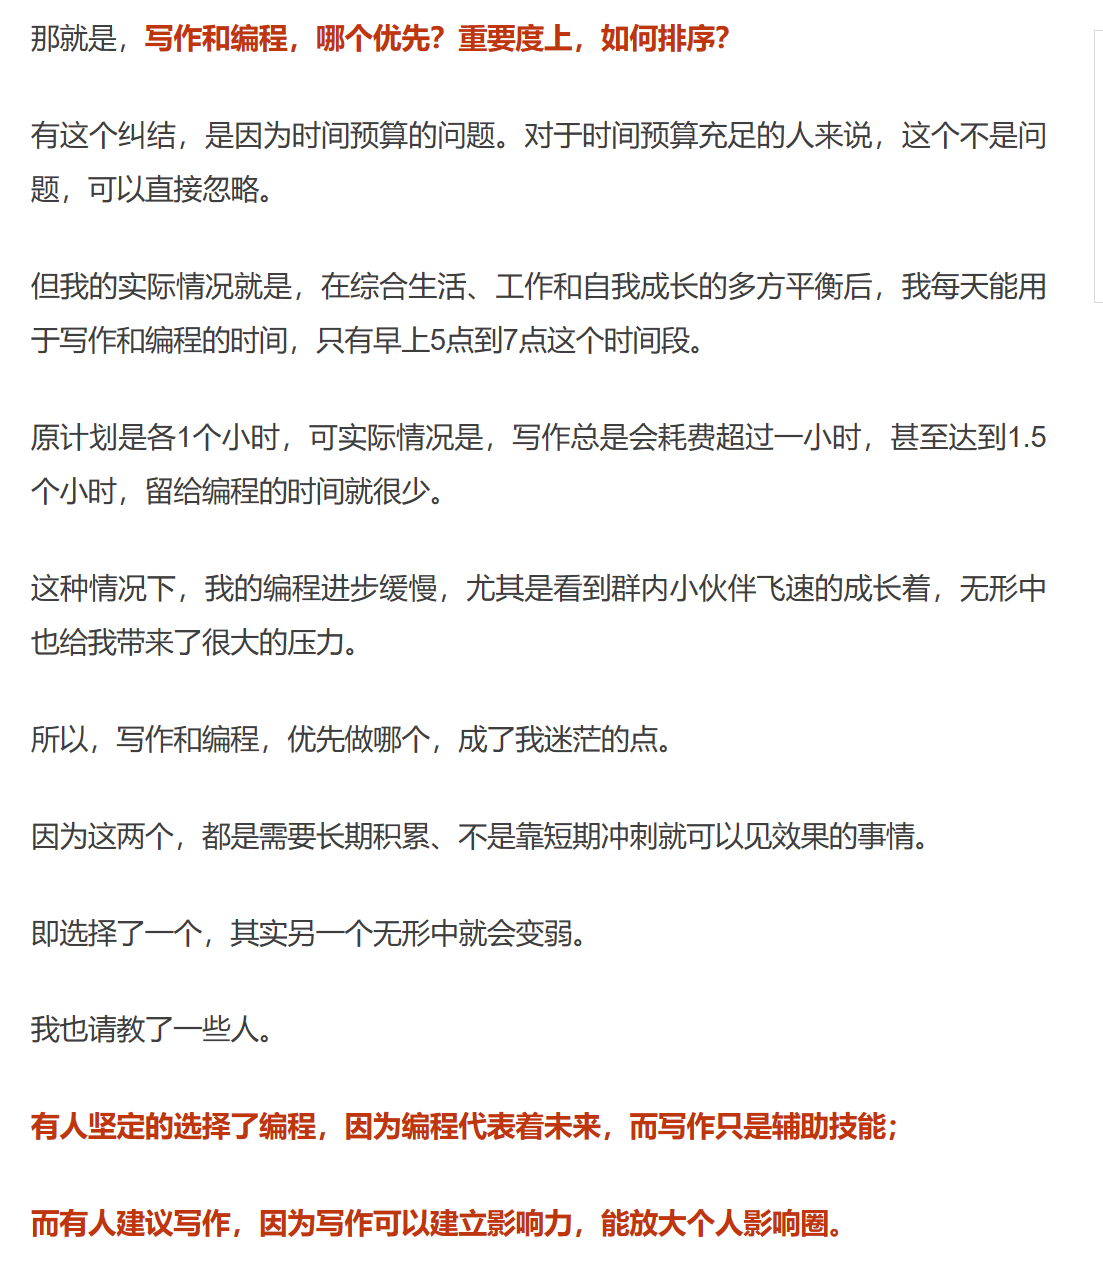 那就是，写作和编程，哪个优先？重要度上，如何排序？
有这个纠结，是因为时间预算的问题。对于时间预算充足的人来说，这个不是问
题，可以直接忽略。
但我的实际情况就是，在综合生活、工作和自我成长的多方平衡后，我每天能用
于写作和编程的时间，只有早上5点到7点这个时间段。
原计划是各1个小时，可实际情况是，写作总是会耗费超过一小时，甚至达到1.5
个小时，留给编程的时间就很少。
这种情况下，我的编程进步缓慢，尤其是看到群内小伙伴飞速的成长着，无形中
也给我带来了很大的压力。
所以，写作和编程，优先做哪个，成了我迷茫的点。
因为这两个，都是需要长期积累、不是靠短期冲刺就可以见效果的事情。
即选择了一个，其实另一个无形中就会变弱。
我也请教了一些人。
有人坚定的选择了编程，因为编程代表着未来，而写作只是辅助技能；
而有人建议写作，因为写作可以建立影响力，能放大个人影响圈。